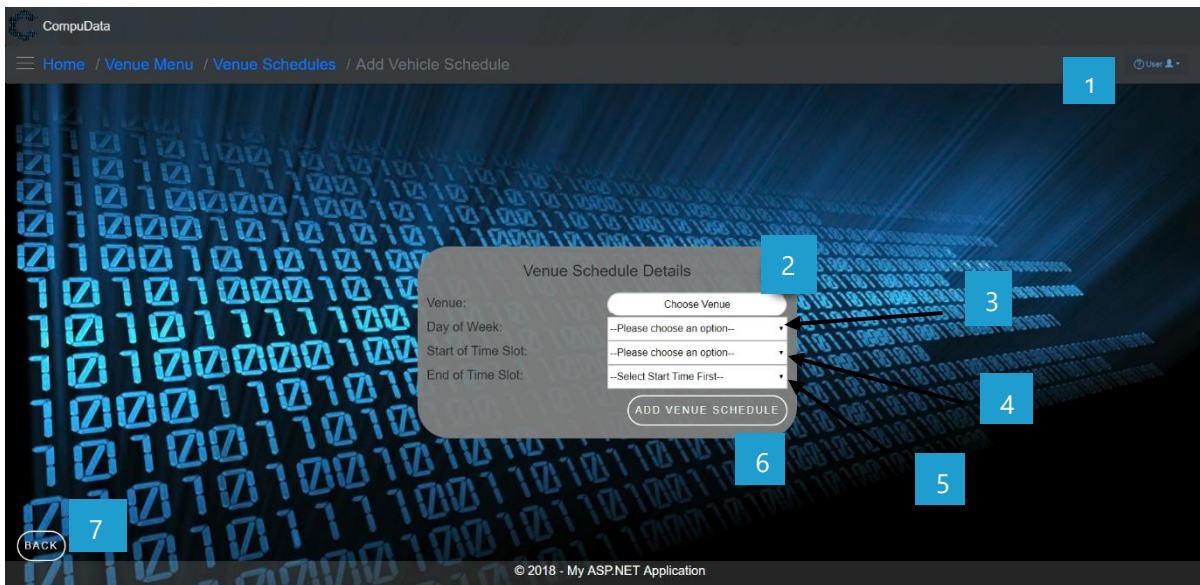 CompuData
Home / Venue Menu / Venue Schedules / Add Vehicle Schedule
User
1
Venue Schedule Details
2
Venue: Choose Venue
3
Day of Week: --Please choose an option--
Start of Time Slot: --Please choose an option--
End of Time Slot: --Select Start Time First--
4
ADD VENUE SCHEDULE
6
5
7
BACK
© 2018 - My ASP.NET Application